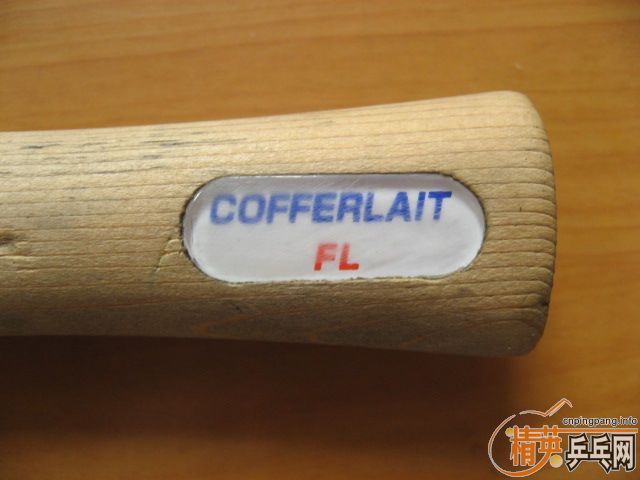 COFFERLAIT
FL
cnpingpang.info
精英乒乓网